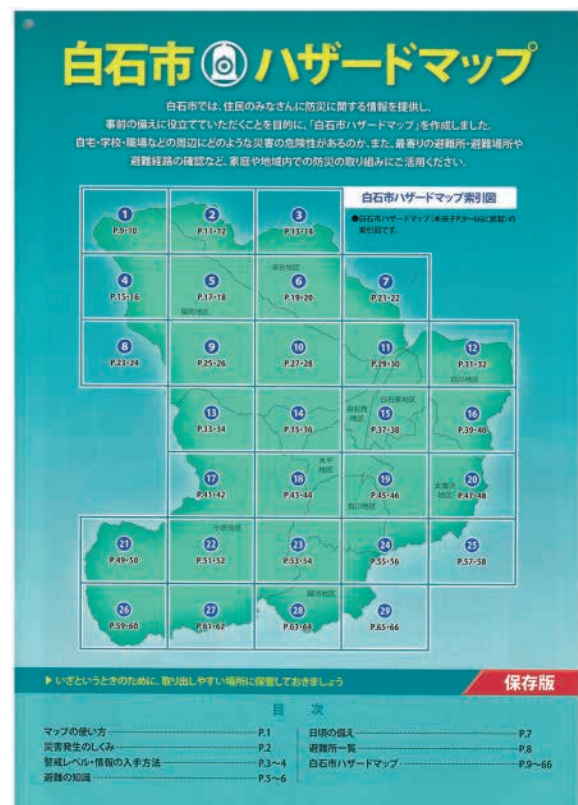 白石市 ハザードマップ
白石市では、住民のみなさんに防災に関する情報を提供し、
事前の備えに役立てていただくことを目的に、「白石市ハザードマップ」を作成しました。
自宅・学校・職場などの周辺にどのような災害の危険性があるのか、また、最寄りの避難所・避難場所や
避難経路の確認など、家庭や地域内での防災の取り組みにご活用ください。
白石市ハザードマップ索引図
●白石市ハザードマップ(本冊子P.9~66に掲載)の
索引図です。
1 2 3
P.9-10 P.11-12 P.13-14
深谷地区
4 5 6 7
P.15-16 P.17-18 P.19-20 P.21-22
福岡地区
8 9 10 11 12
P.23-24 P.25-26 P.27-28 P.29-30 P.31-32
白川地区
白石東地区
白石西
地区
13 14 15 16
P.33-34 P.35-36 P.37-38 P.39-40
大平
地区
17 18 19 20
P.41-42 P.43-44 P.45-46 P.47-48
大鷹沢
地区
斎川地区
小原地区
21 22 23 24 25
P.49-50 P.51-52 P.53-54 P.55-56 P.57-58
越河地区
26 27 28 29
P.59-60 P.61-62 P.63-64 P.65-66
▶いざというときのために、取り出しやすい場所に保管しておきましょう
保存版
目 次
マップの使い方 P.1
災害発生のしくみ P.2
警戒レベル・情報の入手方法 P.3~4
避難の知識 P.5~6
日頃の備え P.7
避難所一覧 P.8
白石市ハザードマップ P.9~66